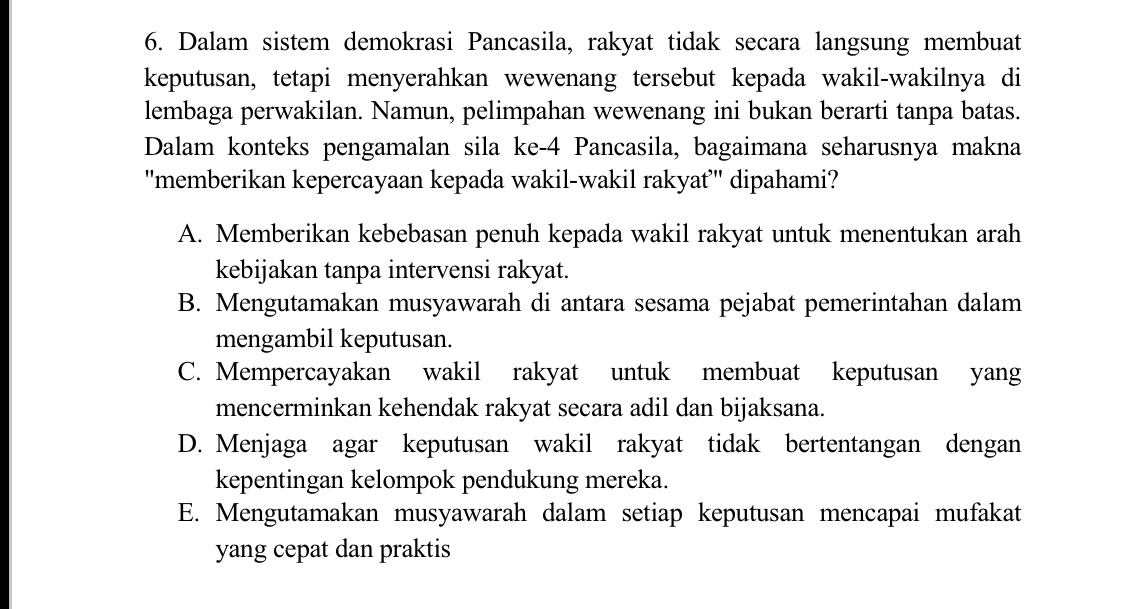 6. Dalam sistem demokrasi Pancasila, rakyat tidak secara langsung membuat
keputusan, tetapi menyerahkan wewenang tersebut kepada wakil-wakilnya di
lembaga perwakilan. Namun, pelimpahan wewenang ini bukan berarti tanpa batas.
Dalam konteks pengamalan sila ke-4 Pancasila, bagaimana seharusnya makna
"memberikan kepercayaan kepada wakil-wakil rakyat’" dipahami?
A. Memberikan kebebasan penuh kepada wakil rakyat untuk menentukan arah
kebijakan tanpa intervensi rakyat.
B. Mengutamakan musyawarah di antara sesama pejabat pemerintahan dalam
mengambil keputusan.
C. Mempercayakan wakil rakyat untuk membuat keputusan yang
mencerminkan kehendak rakyat secara adil dan bijaksana.
D. Menjaga agar keputusan wakil rakyat tidak bertentangan dengan
kepentingan kelompok pendukung mereka.
E. Mengutamakan musyawarah dalam setiap keputusan mencapai mufakat
yang cepat dan praktis